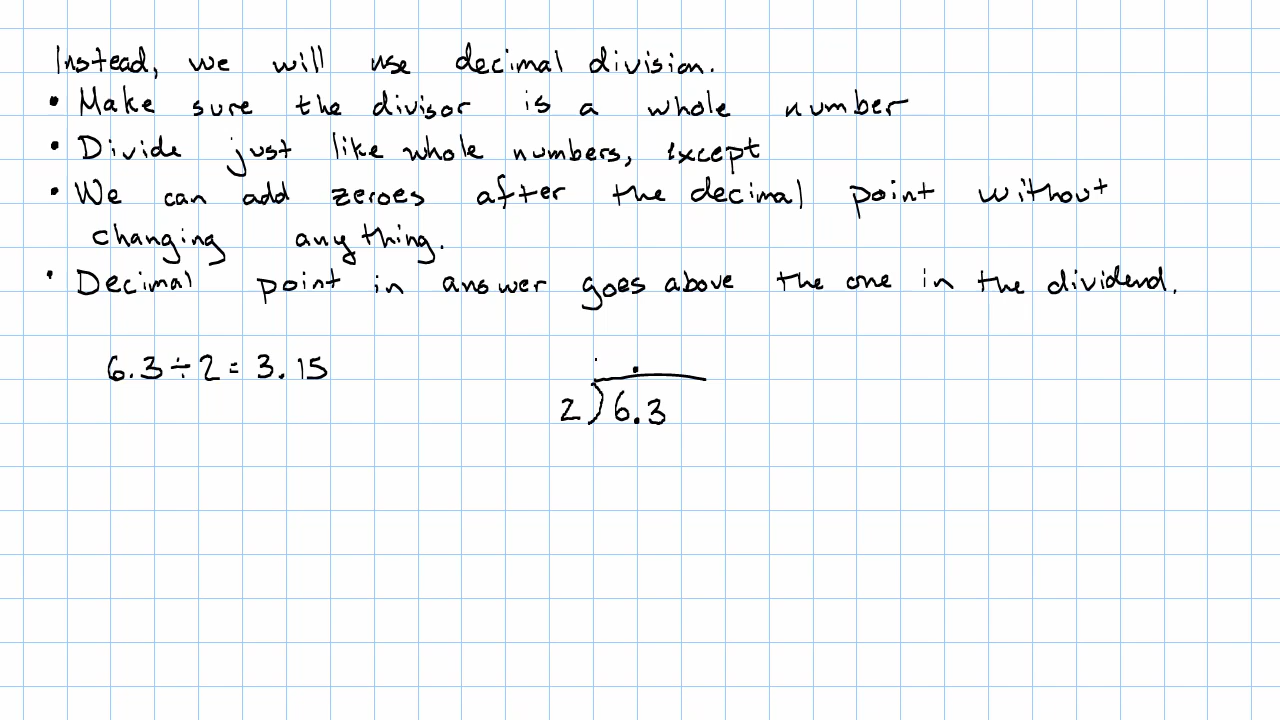 Instead, we will use decimal division.
• Make sure the divisor is a whole number
• Divide just like whole numbers, except
• We can add zeroes after the decimal point without
changing anything.
• Decimal point in answer goes above the one in the dividend.
6.3 ÷ 2 = 3.15
.
2)6.3